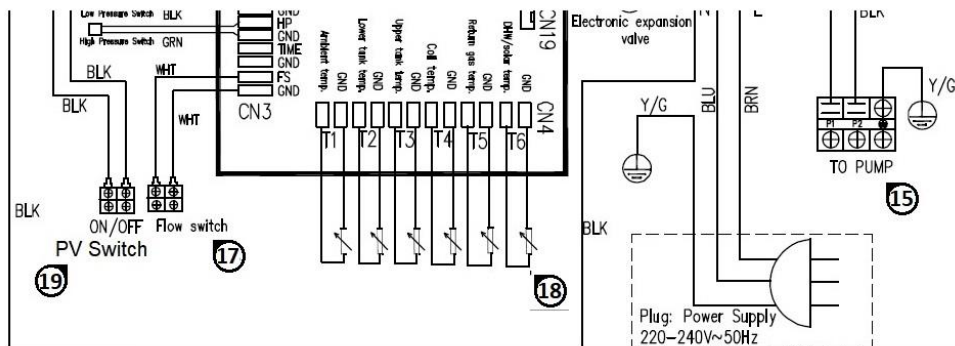 GND
Low Pressure Switch
BLK
HP
GND
High Pressure Switch
GRN
TIME
GND
BLK
WHT
FS
BLK
GND
CN3
WHT
CN19
Ambient temp.
GND
Lower tank temp.
GND
Upper tank temp.
GND
Coil temp.
GND
Return gas temp.
GND
DHW/solar temp.
GND
T1
T2
T3
T4
T5
T6
CN4
Electronic expansion
valve
N
BLK
Y/G
BLU
BRN
Y/G
P1
P2
TO PUMP
15
BLK
ON/OFF
Flow switch
PV Switch
17
19
18
BLK
Plug: Power Supply
220-240V~50Hz